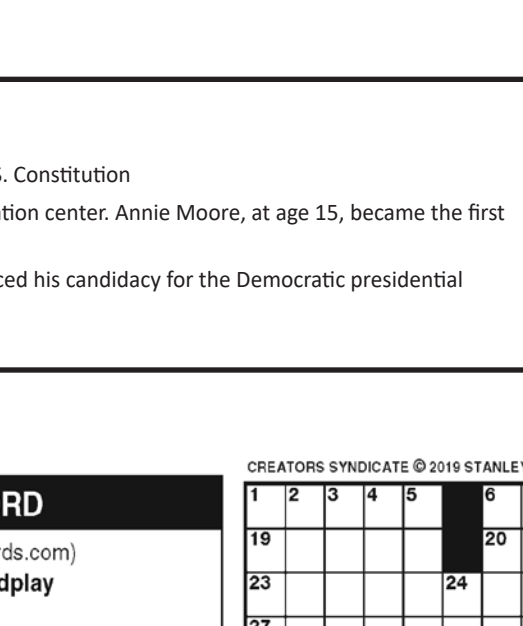 S. Constitution
tion center. Annie Moore, at age 15, became the first
ced his candidacy for the Democratic presidential
CREATORS SYNDICATE © 2019 STANLEY
RD
rds.com)
dplay
1 2 3 4 5 6
19 20
23 24
27